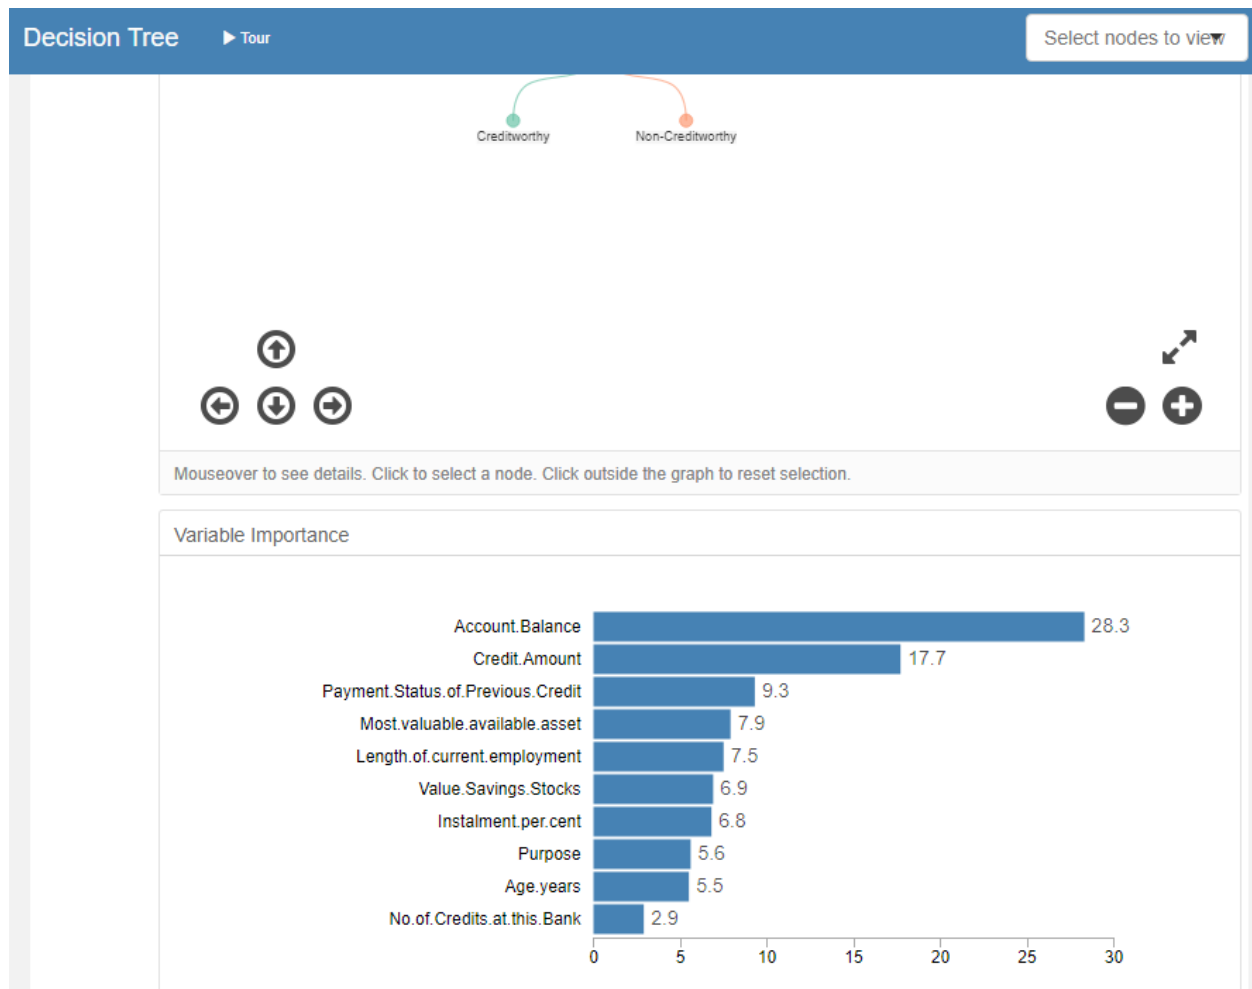 Decision Tree
Tour
Select nodes to view
Creditworthy
Non-Creditworthy
Mouseover to see details. Click to select a node. Click outside the graph to reset selection.
Variable Importance
Account.Balance 28.3
Credit.Amount 17.7
Payment.Status.of.Previous.Credit 9.3
Most.valuable.available.asset 7.9
Length.of.current.employment 7.5
Value.Savings.Stocks 6.9
Instalment.per.cent 6.8
Purpose 5.6
Age.years 5.5
No.of.Credits.at.this.Bank 2.9
0 5 10 15 20 25 30